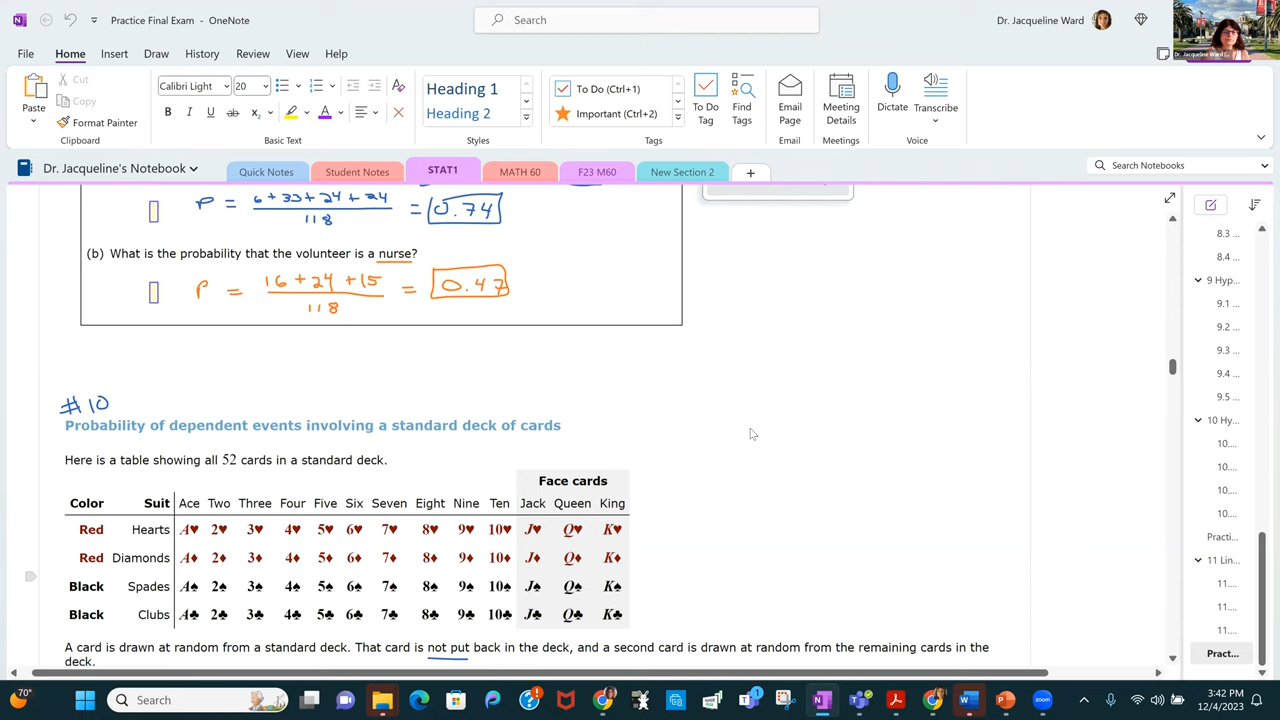 Practice Final Exam - OneNote
Search
Dr. Jacqueline Ward
Dr. Jacqueline Ward
File Home Insert Draw History Review View Help
Paste
Cut
Copy
Format Painter
Clipboard
Calibri Light 20
B I U ab x₂ A
Basic Text
Heading 1
Heading 2
Styles
To Do (Ctrl+1)
Important (Ctrl+2)
To Do Tag
Find Tags
Tags
Email Page
Email
Meeting Details
Meetings
Dictate
Transcribe
Voice
Dr. Jacqueline's Notebook
Quick Notes Student Notes STAT1 MATH 60 F23 M60 New Section 2 +
Search Notebooks
P = 6 + 33 + 24 + 24 / 118 = 0.74
(b) What is the probability that the volunteer is a nurse?
P = 16 + 24 + 15 / 118 = 0.47
#10
Probability of dependent events involving a standard deck of cards
Here is a table showing all 52 cards in a standard deck.
Face cards
Color Suit Ace Two Three Four Five Six Seven Eight Nine Ten Jack Queen King
Red Hearts A♥ 2♥ 3♥ 4♥ 5♥ 6♥ 7♥ 8♥ 9♥ 10♥ J♥ Q♥ K♥
Red Diamonds A♦ 2♦ 3♦ 4♦ 5♦ 6♦ 7♦ 8♦ 9♦ 10♦ J♦ Q♦ K♦
Black Spades A♠ 2♠ 3♠ 4♠ 5♠ 6♠ 7♠ 8♠ 9♠ 10♠ J♠ Q♠ K♠
Black Clubs A♣ 2♣ 3♣ 4♣ 5♣ 6♣ 7♣ 8♣ 9♣ 10♣ J♣ Q♣ K♣
A card is drawn at random from a standard deck. That card is not put back in the deck, and a second card is drawn at random from the remaining cards in the
deck.
8.3 ...
8.4 ...
9 Hyp...
9.1 ...
9.2 ...
9.3 ...
9.4 ...
9.5 ...
10 Hy...
10....
10....
10....
10....
Practi...
11 Lin...
11....
11....
11....
Pract...
70°
Search
3:42 PM
12/4/2023